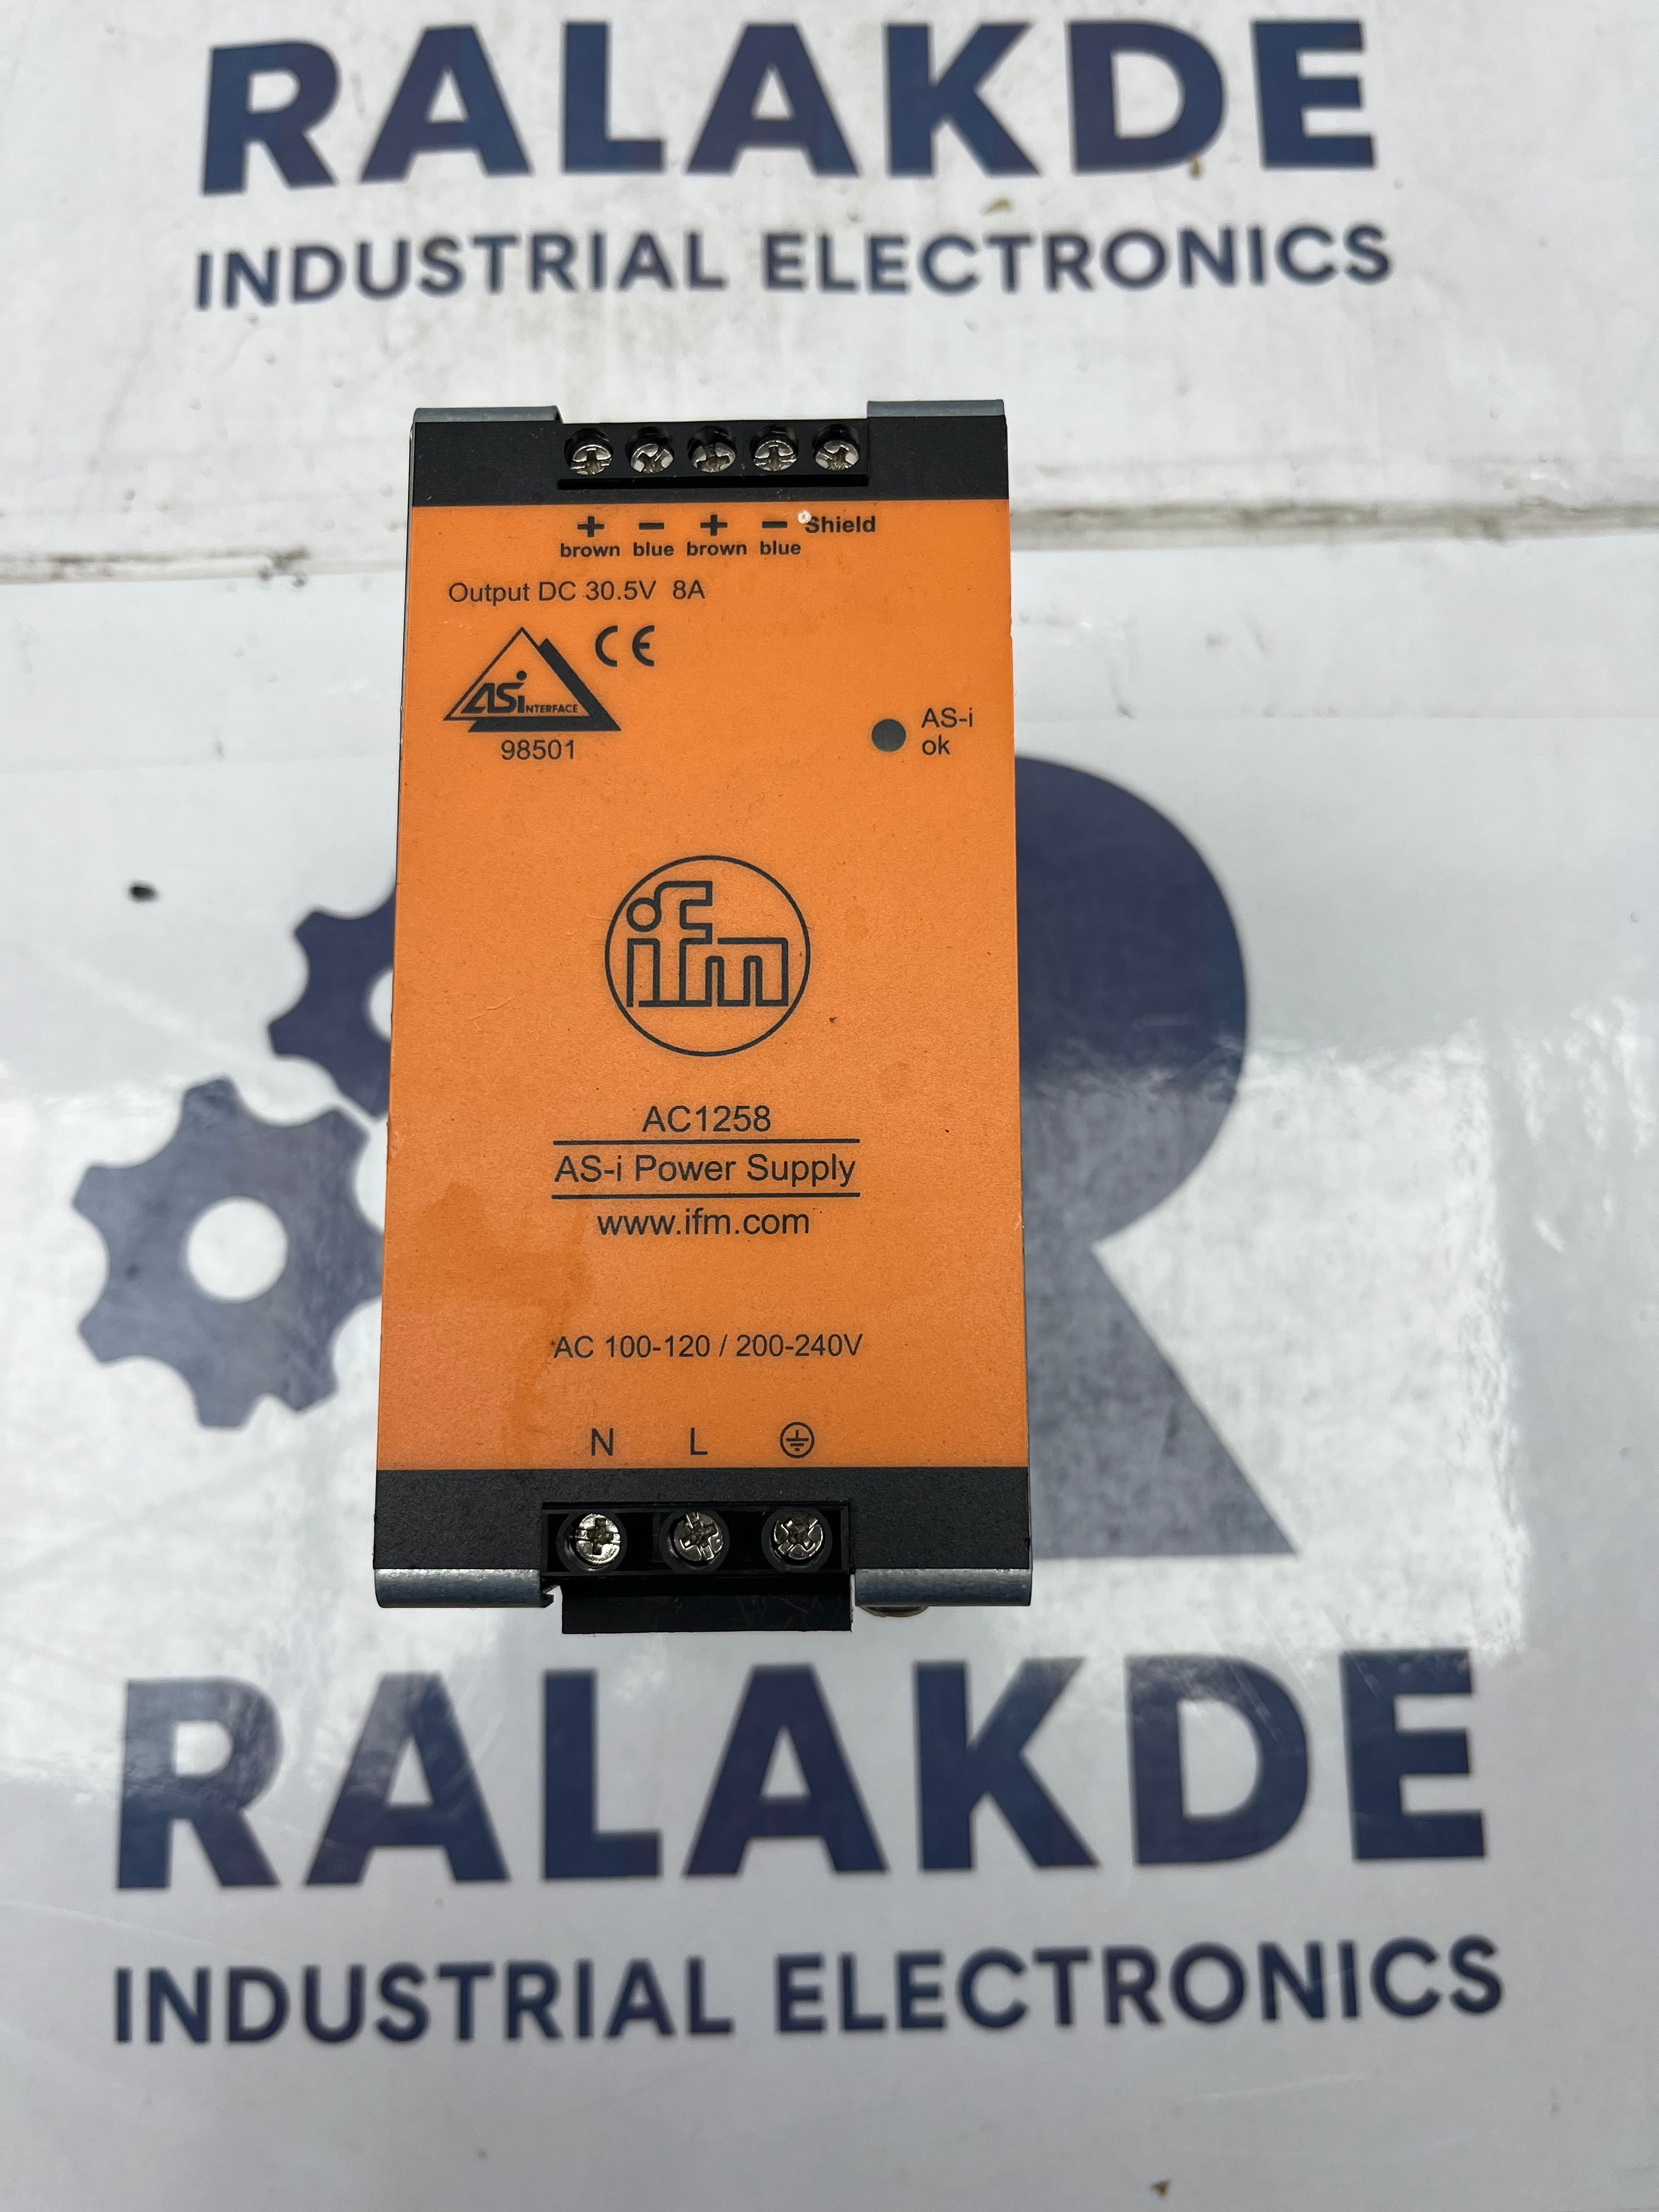 RALAKDE
INDUSTRIAL ELECTRONICS
+ − + − Shield
brown blue brown blue
Output DC 30.5V 8A
CE
ASi NTERFACE
98501
AS-i
ok
ifm
AC1258
AS-i Power Supply
www.ifm.com
AC 100-120 / 200-240V
N L
R
RALAKDE
INDUSTRIAL ELECTRONICS